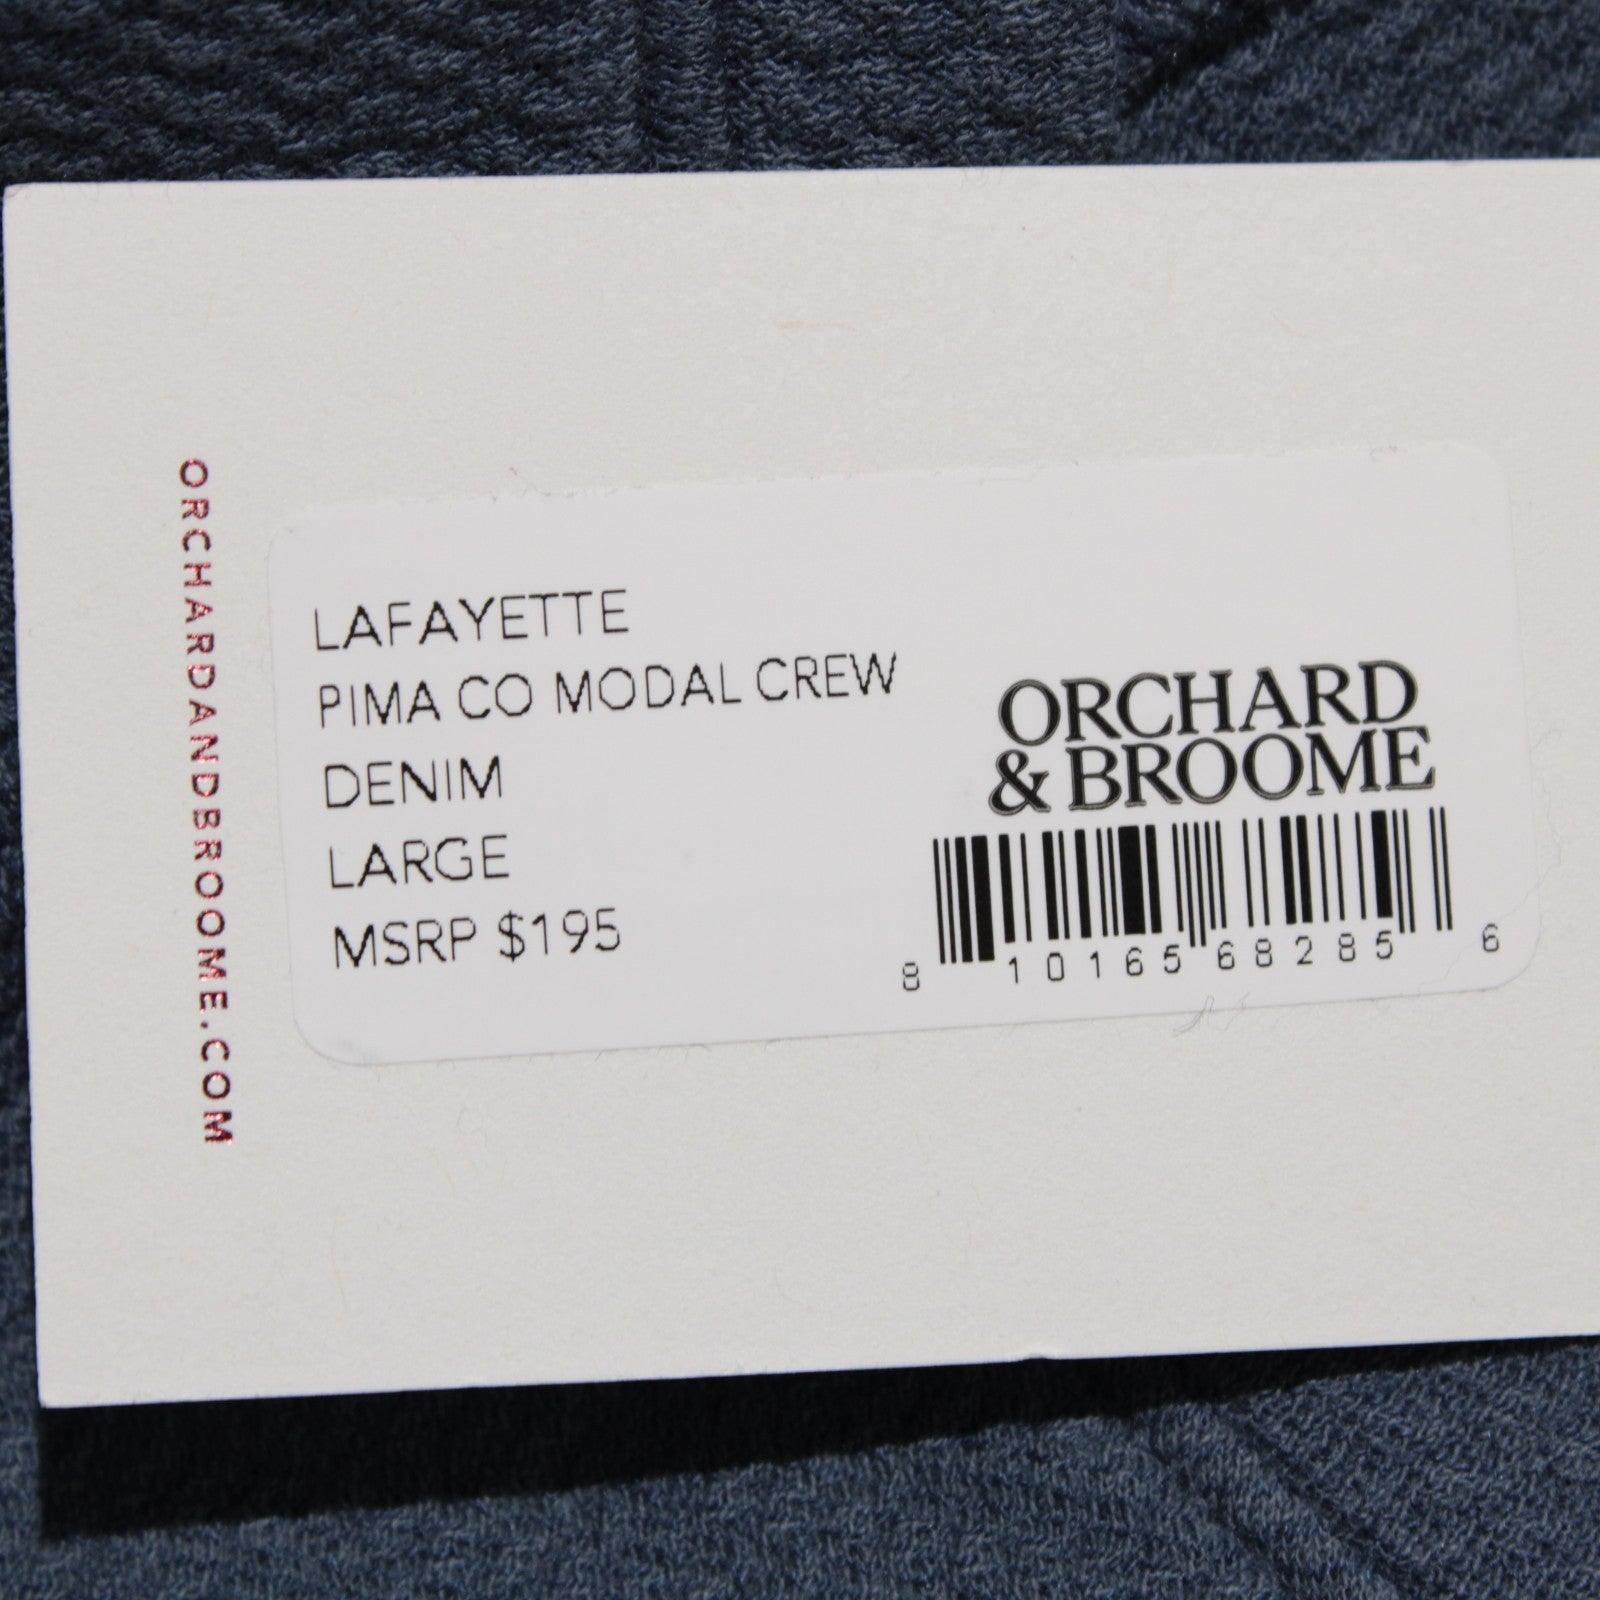 ORCHARDANDBROOME.COM
LAFAYETTE
PIMA CO MODAL CREW
DENIM
LARGE
MSRP $195
ORCHARD
& BROOME
8 10165 68285 6